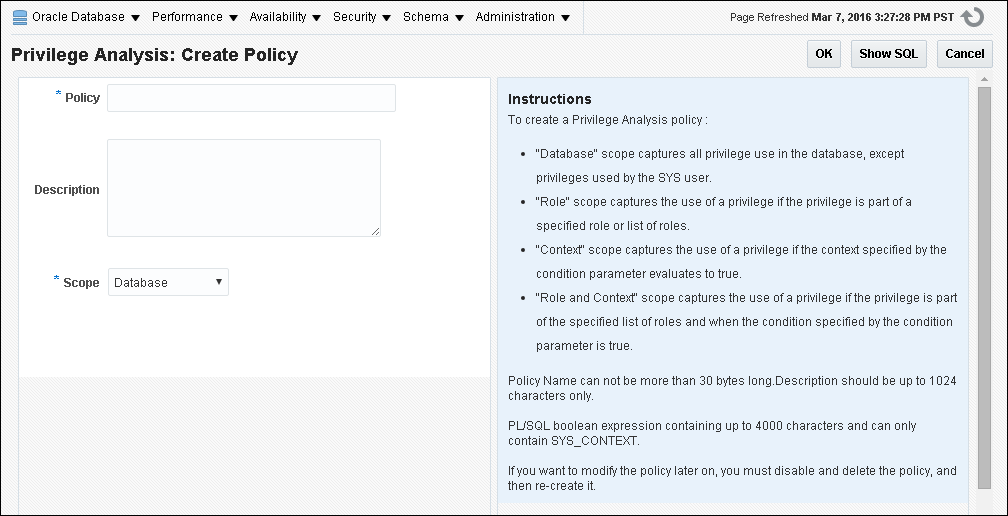 Oracle Database Performance Availability Security Schema Administration Page Refreshed Mar 7, 2016 3:27:28 PM PST
Privilege Analysis: Create Policy OK Show SQL Cancel
* Policy
Description
* Scope Database
Instructions
To create a Privilege Analysis policy :
• "Database" scope captures all privilege use in the database, except
privileges used by the SYS user.
• "Role" scope captures the use of a privilege if the privilege is part of a
specified role or list of roles.
• "Context" scope captures the use of a privilege if the context specified by the
condition parameter evaluates to true.
• "Role and Context" scope captures the use of a privilege if the privilege is part
of the specified list of roles and when the condition specified by the condition
parameter is true.
Policy Name can not be more than 30 bytes long.Description should be up to 1024
characters only.
PL/SQL boolean expression containing up to 4000 characters and can only
contain SYS_CONTEXT.
If you want to modify the policy later on, you must disable and delete the policy, and
then re-create it.